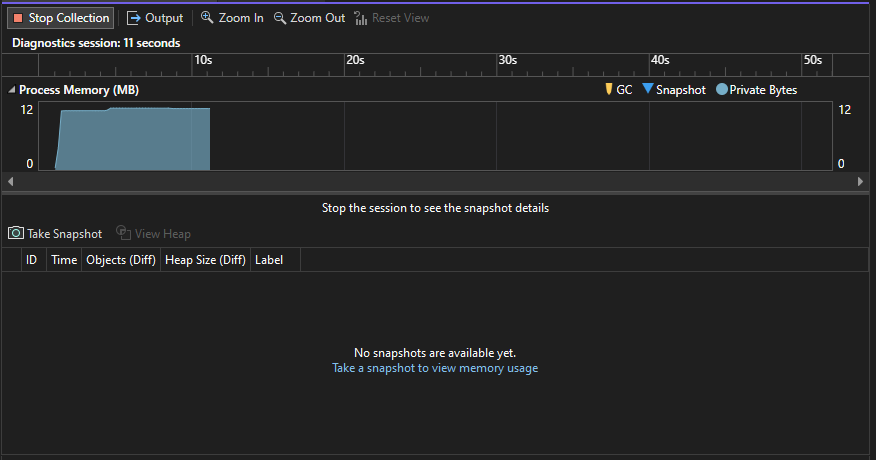 Stop Collection Output Zoom In Zoom Out Reset View
Diagnostics session: 11 seconds
10s 20s 30s 40s 50s
Process Memory (MB) GC Snapshot Private Bytes
12 12
0 0
Stop the session to see the snapshot details
Take Snapshot View Heap
ID Time Objects (Diff) Heap Size (Diff) Label
No snapshots are available yet.
Take a snapshot to view memory usage